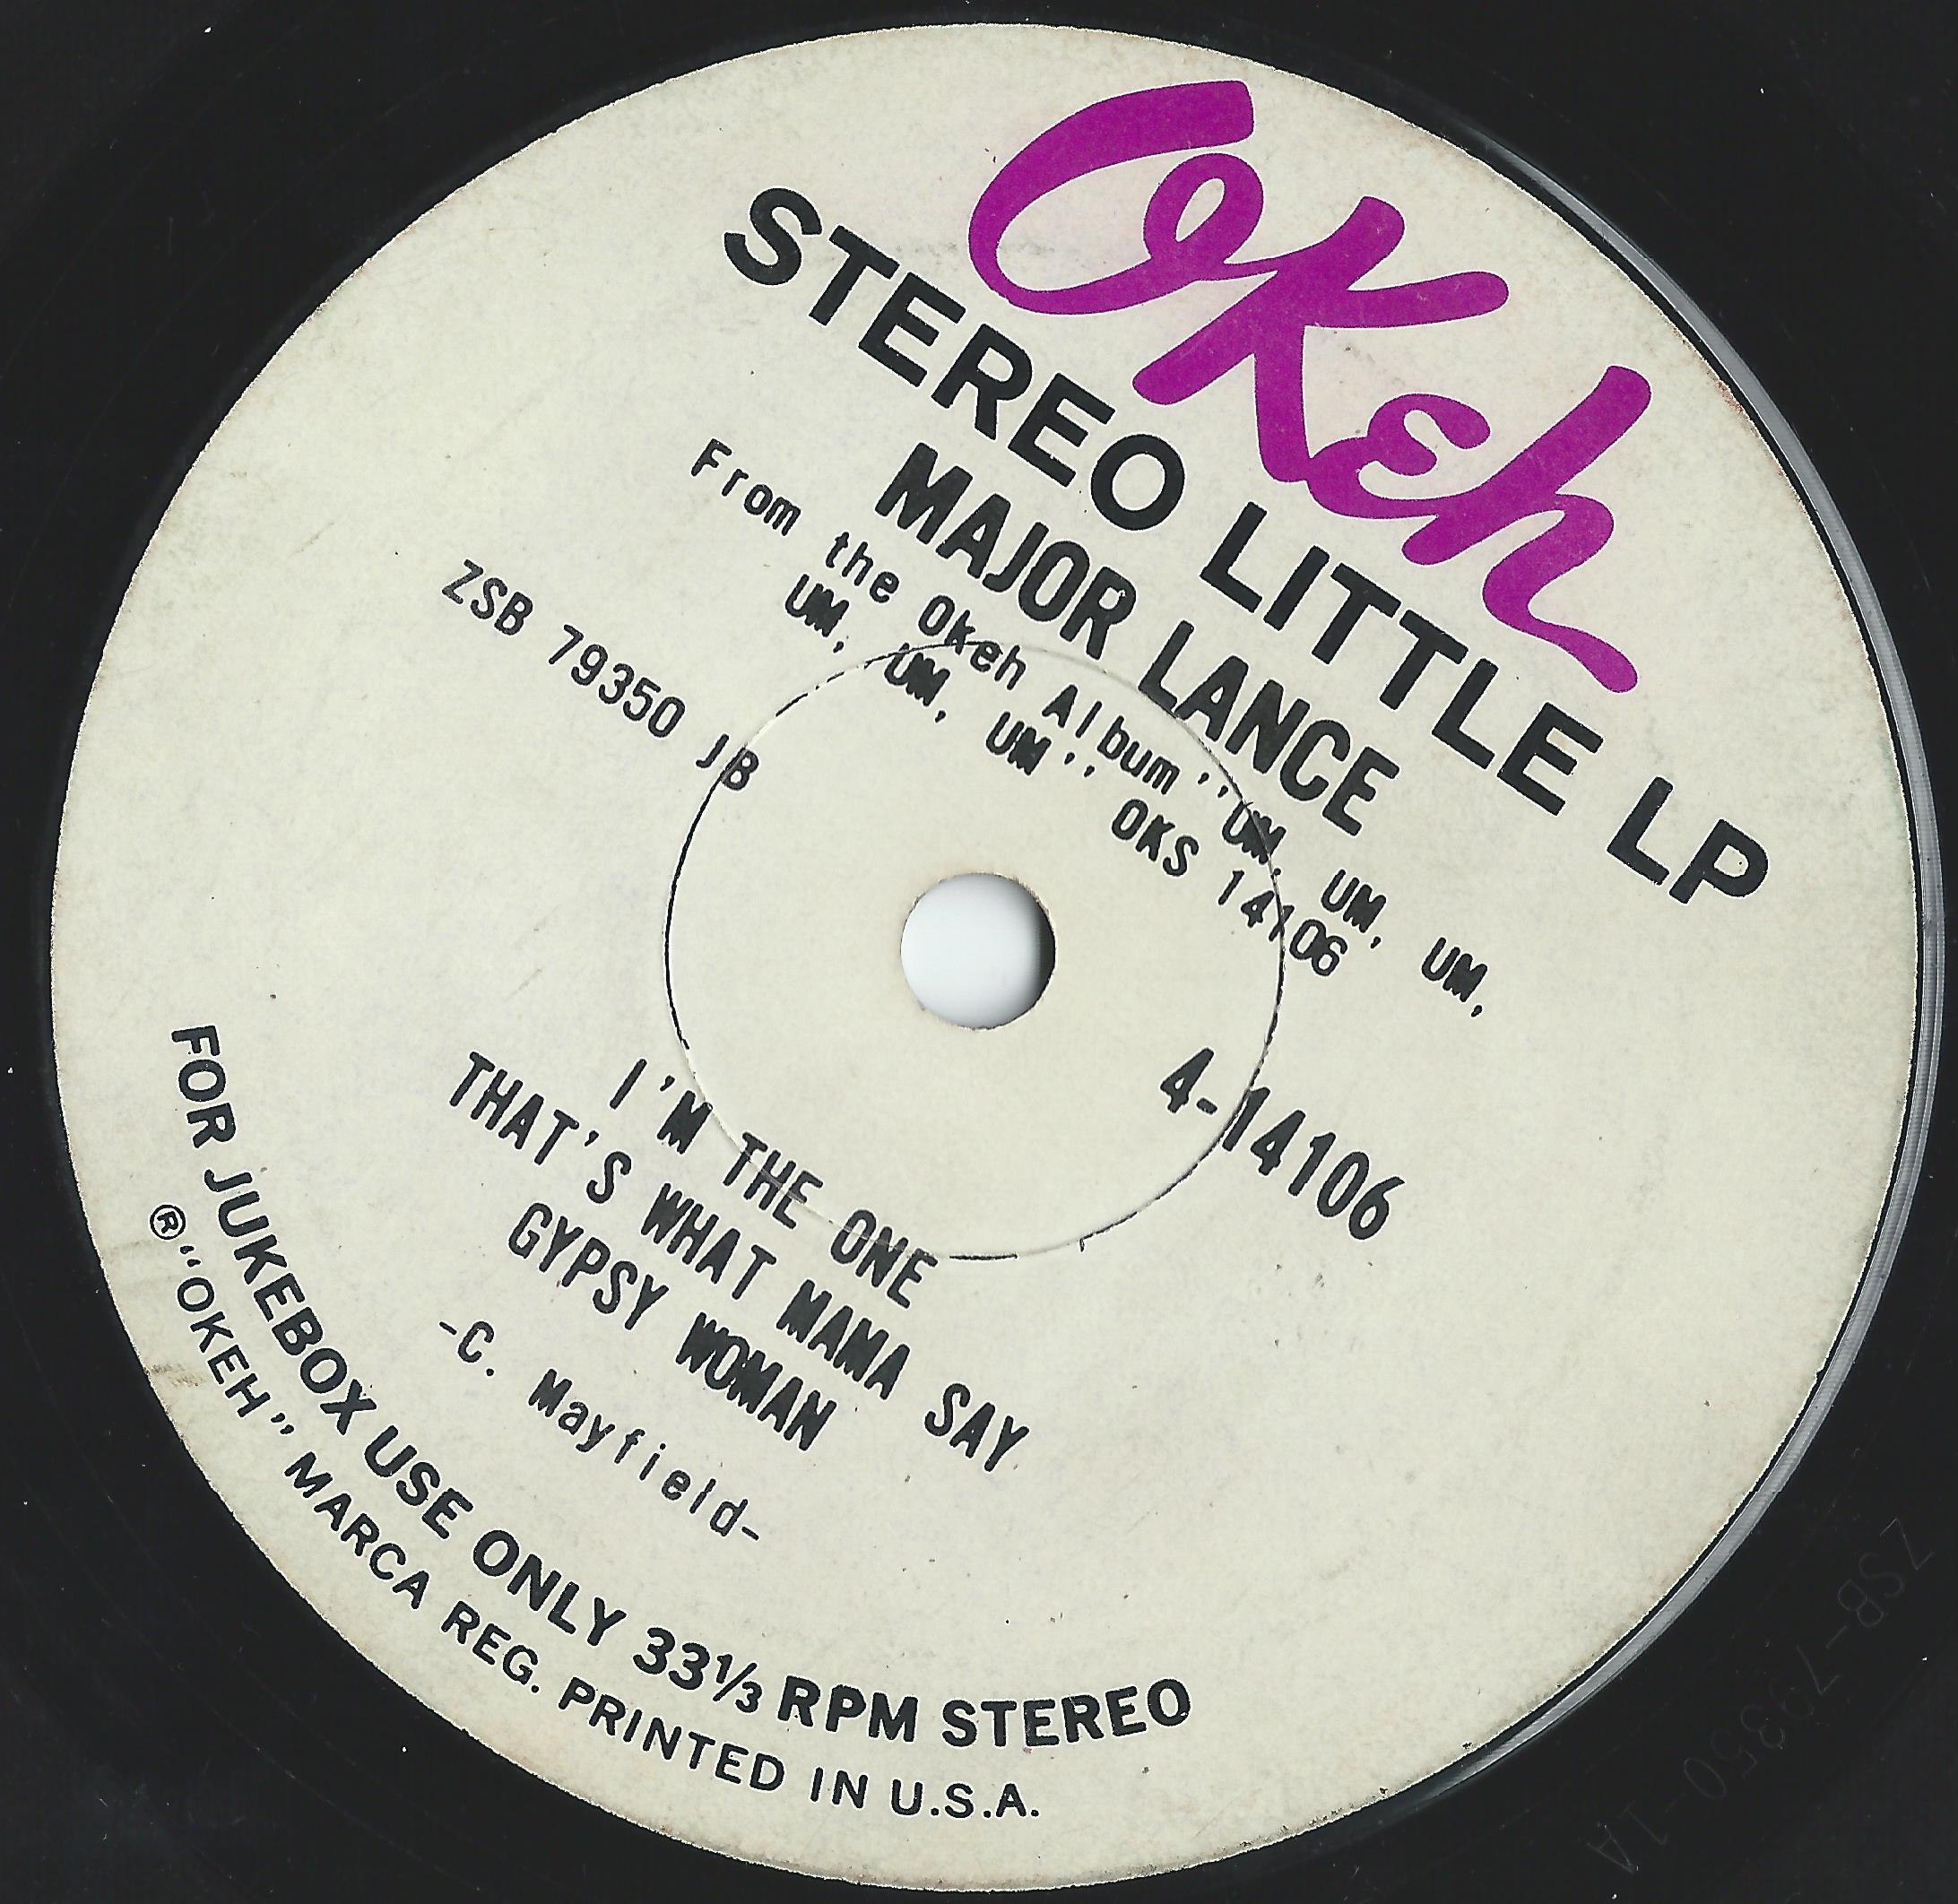 OKeh
STEREO LITTLE LP
MAJOR LANCE
From the Okeh Album "UM, UM, UM,
UM, UM, UM" OKS 14106
ZSB 79350 JB
4-14106
I'M THE ONE
THAT'S WHAT MAMA SAY
GYPSY WOMAN
-C. Mayfield-
FOR JUKEBOX USE ONLY 33⅓ RPM STEREO
® "OKEH" MARCA REG. PRINTED IN U.S.A.
ZSB-79350 1A